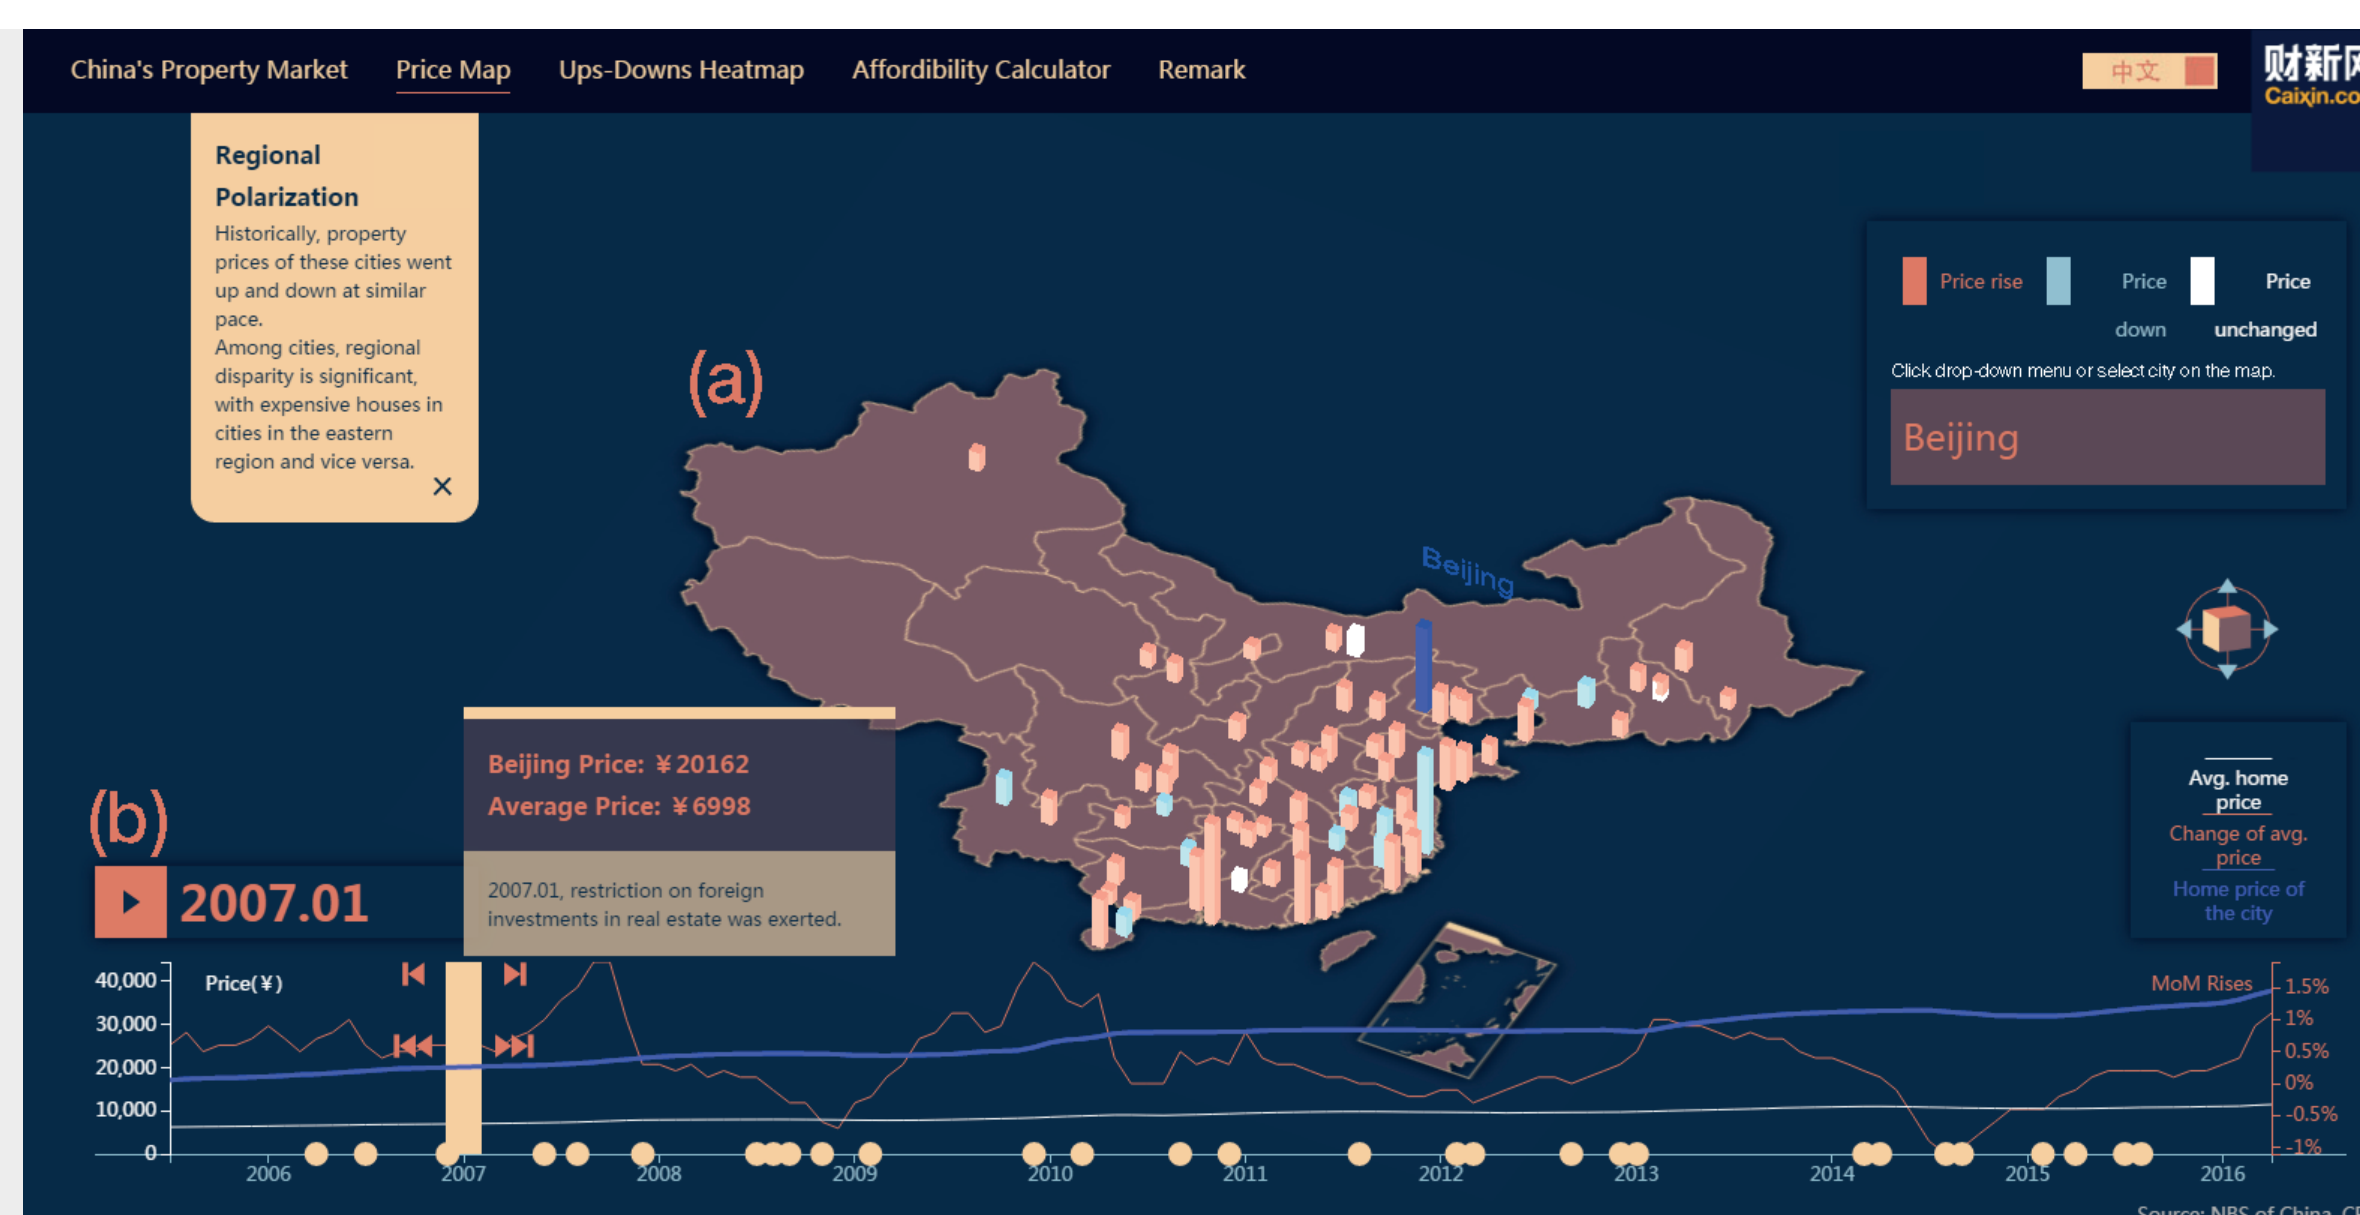 China's Property Market Price Map Ups-Downs Heatmap Affordibility Calculator Remark 中文
财新
Caixin.co
Regional
Polarization
Historically, property
prices of these cities went
up and down at similar
pace.
Among cities, regional
disparity is significant,
with expensive houses in
cities in the eastern
region and vice versa.
Price rise Price Price
down unchanged
Click drop-down menu or select city on the map.
Beijing
(a)
Beijing
Beijing Price: ¥20162
Average Price: ¥6998
2007.01, restriction on foreign
investments in real estate was exerted.
(b)
2007.01
Avg. home
price
Change of avg.
price
Home price of
the city
Price(¥)
40,000
30,000
20,000
10,000
0
MoM Rises
1.5%
1%
0.5%
0%
-0.5%
-1%
2006 2007 2008 2009 2010 2011 2012 2013 2014 2015 2016
Source: NBS of China,